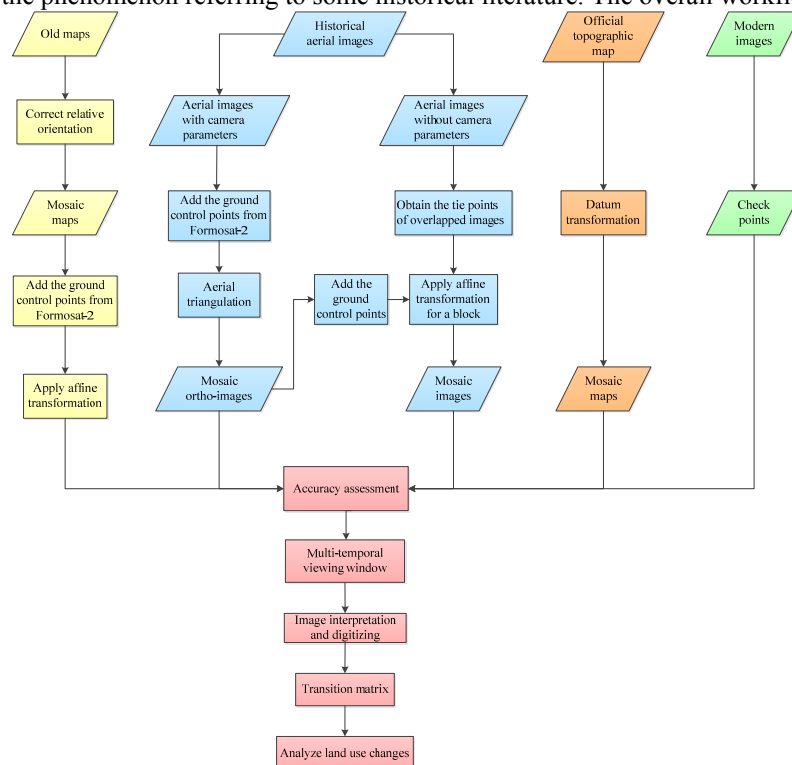 the phenomenon referring to some historical literature. The overall
Old maps
Correct relative
orientation
Mosaic
maps
Add the ground
control points from
Formosat-2
Apply affine
transformation
Historical
aerial images
Aerial images
with camera
parameters
Add the ground
control points from
Formosat-2
Aerial
triangulation
Mosaic
ortho-images
Aerial images
without camera
parameters
Obtain the tie points
of overlapped images
Add the
ground
control points
Apply affine
transformation
for a block
Mosaic
images
Official
topographic
map
Datum
transformation
Mosaic
maps
Modern
images
Check
points
Accuracy assessment
Multi-temporal
viewing window
Image interpretation
and digitizing
Transition matrix
Analyze land use changes